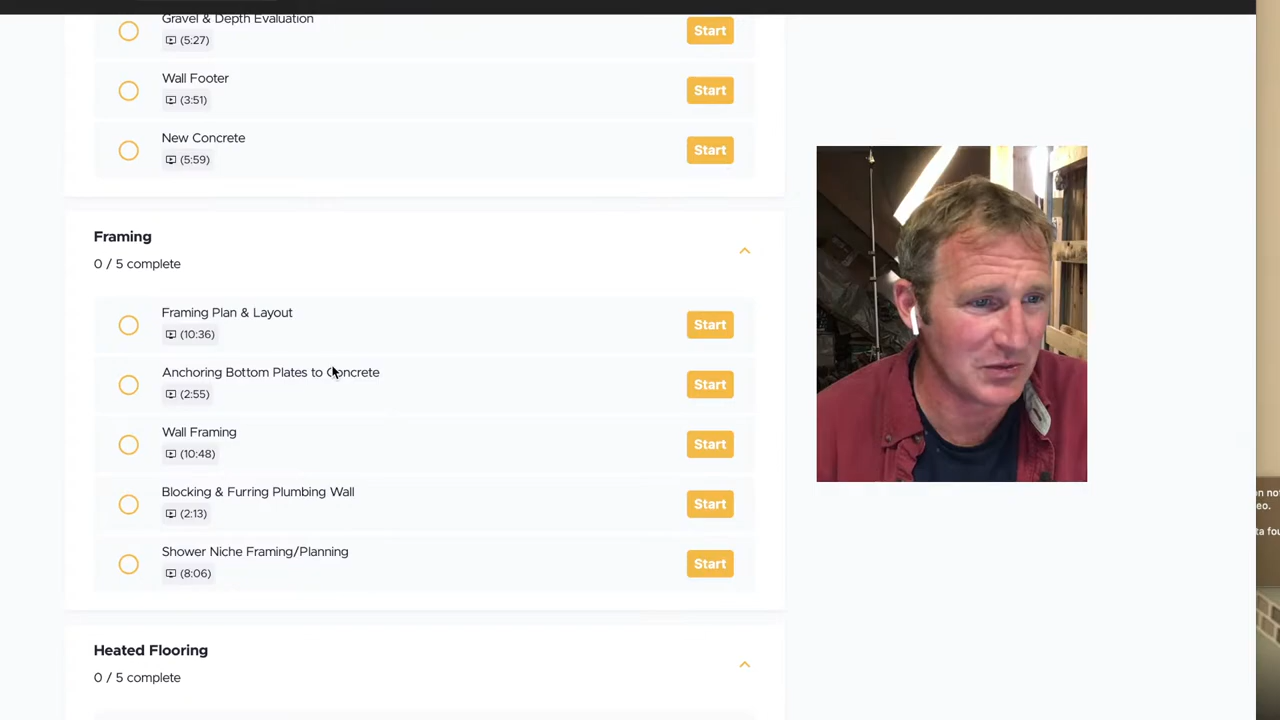 Gravel & Depth Evaluation
(5:27)
Start
Wall Footer
(3:51)
Start
New Concrete
(5:59)
Start
Framing
0 / 5 complete
Framing Plan & Layout
(10:36)
Start
Anchoring Bottom Plates to Concrete
(2:55)
Start
Wall Framing
(10:48)
Start
Blocking & Furring Plumbing Wall
(2:13)
Start
Shower Niche Framing/Planning
(8:06)
Start
Heated Flooring
0 / 5 complete